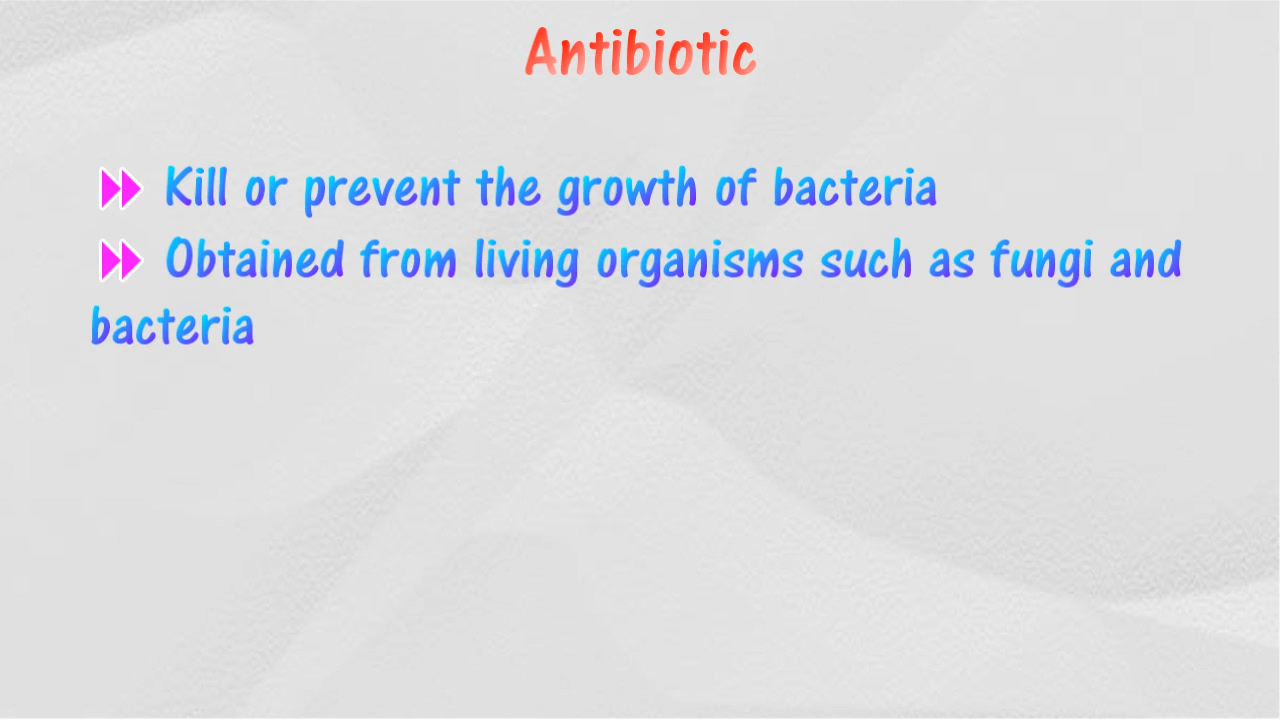 Antibiotic
Kill or prevent the growth of bacteria
Obtained from living organisms such as fungi and
bacteria